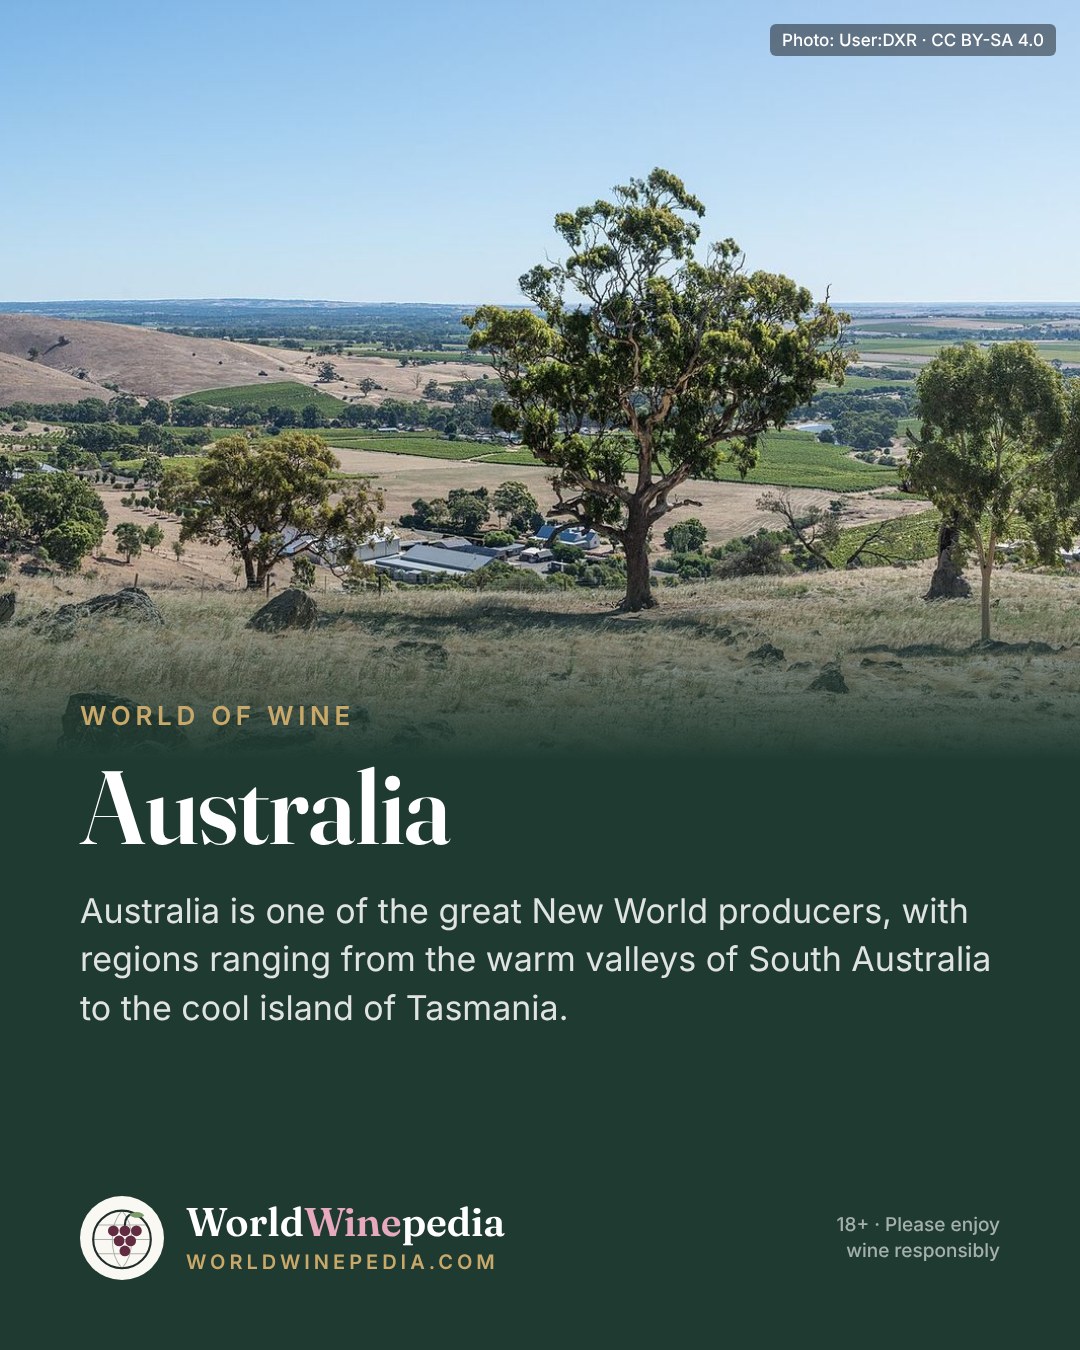 Photo: User:DXR · CC BY-SA 4.0
WORLD OF WINE
Australia
Australia is one of the great New World producers, with
regions ranging from the warm valleys of South Australia
to the cool island of Tasmania.
WorldWinepedia
WORLDWINEPEDIA.COM
18+ · Please enjoy
wine responsibly